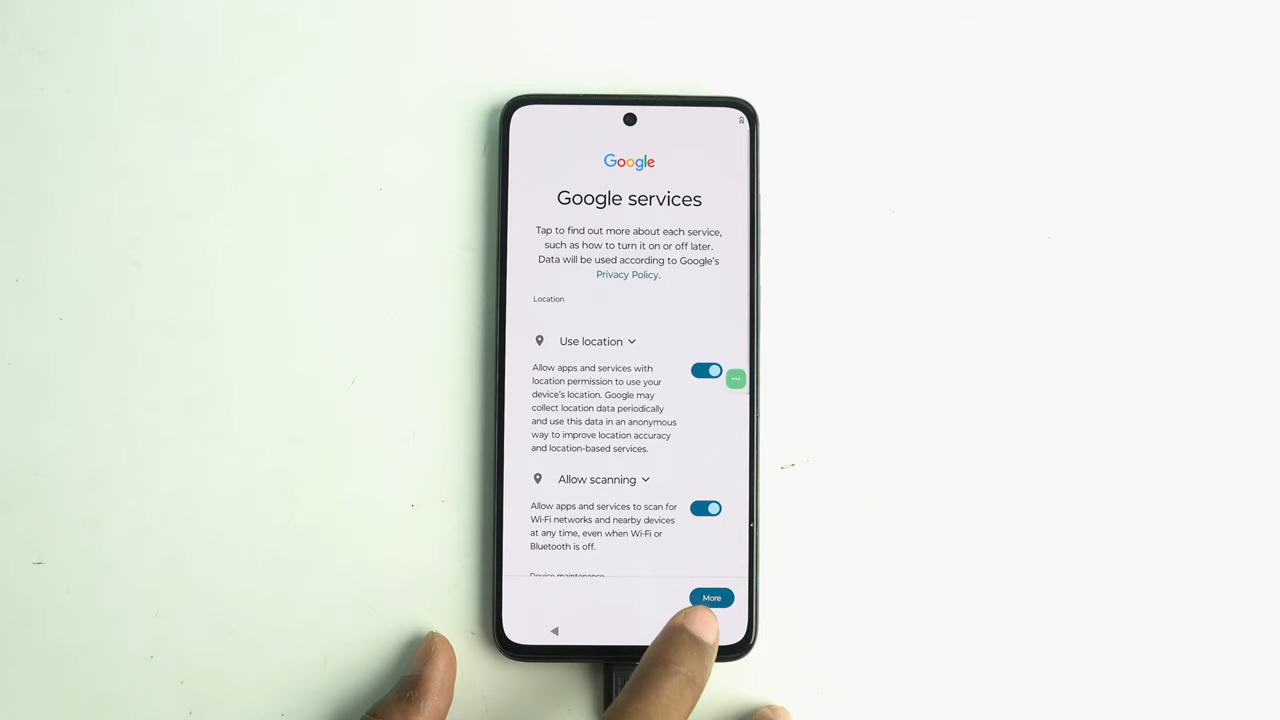 Google
Google services
Tap to find out more about each service,
such as how to turn it on or off later.
Data will be used according to Google's
Privacy Policy.
Location
Use location
Allow apps and services with
location permission to use your
device's location. Google may
collect location data periodically
and use this data in an anonymous
way to improve location accuracy
and location-based services.
Allow scanning
Allow apps and services to scan for
Wi-Fi networks and nearby devices
at any time, even when Wi-Fi or
Bluetooth is off.
Device maintenance
More